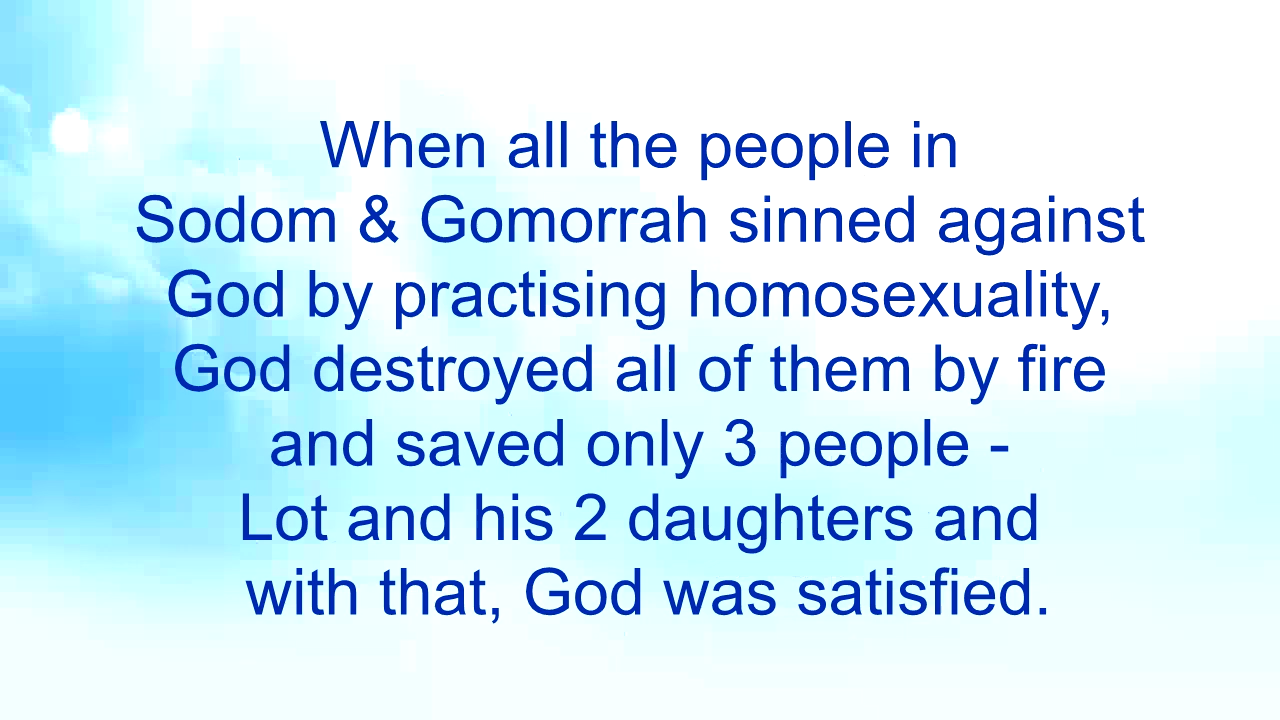 When all the people in
Sodom & Gomorrah sinned against
God by practising homosexuality,
God destroyed all of them by fire
and saved only 3 people -
Lot and his 2 daughters and
with that, God was satisfied.